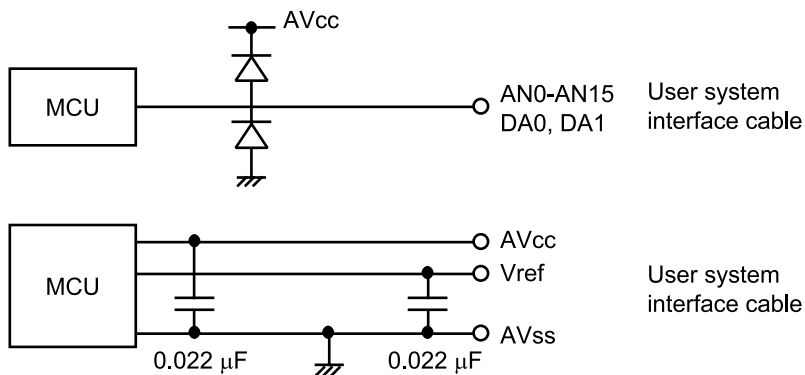 AVcc
MCU
AN0-AN15
DA0, DA1
User system
interface cable
MCU
AVcc
Vref
AVss
User system
interface cable
0.022 μF
0.022 μF